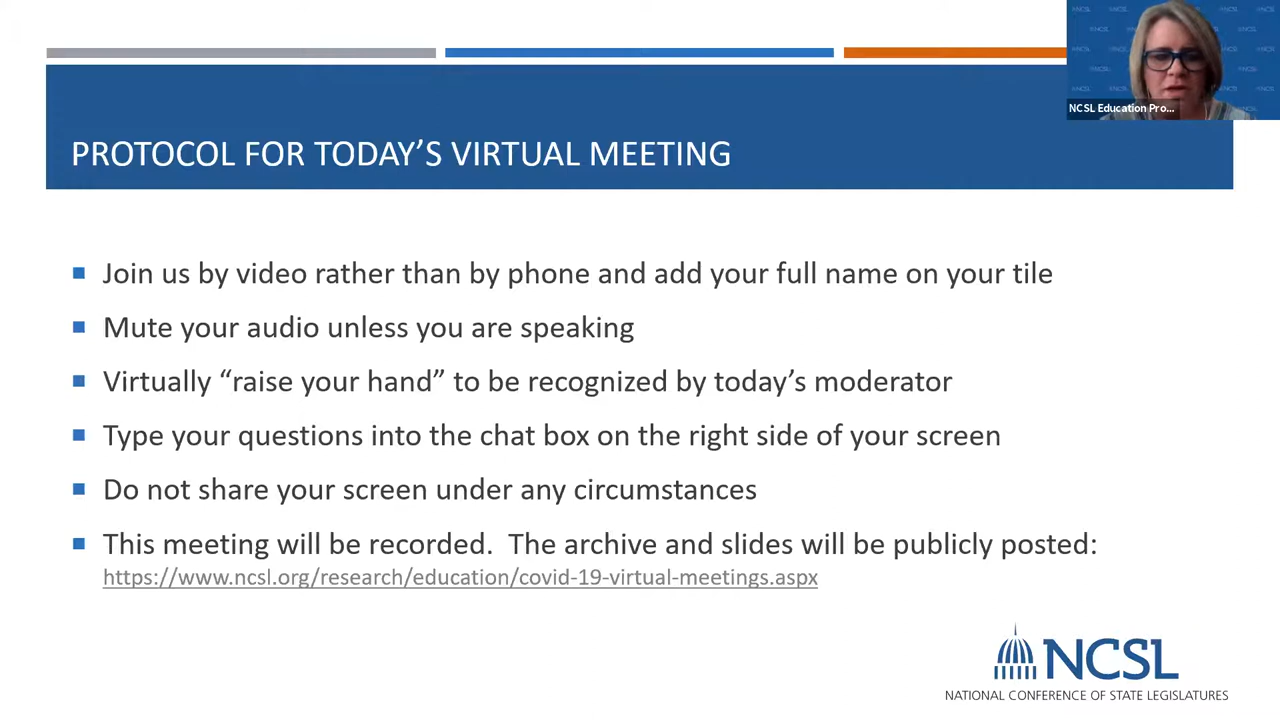 PROTOCOL FOR TODAY’S VIRTUAL MEETING
NCSL Education Pro...
Join us by video rather than by phone and add your full name on your tile
Mute your audio unless you are speaking
Virtually “raise your hand” to be recognized by today’s moderator
Type your questions into the chat box on the right side of your screen
Do not share your screen under any circumstances
This meeting will be recorded.  The archive and slides will be publicly posted:
https://www.ncsl.org/research/education/covid-19-virtual-meetings.aspx
NCSL
NATIONAL CONFERENCE OF STATE LEGISLATURES